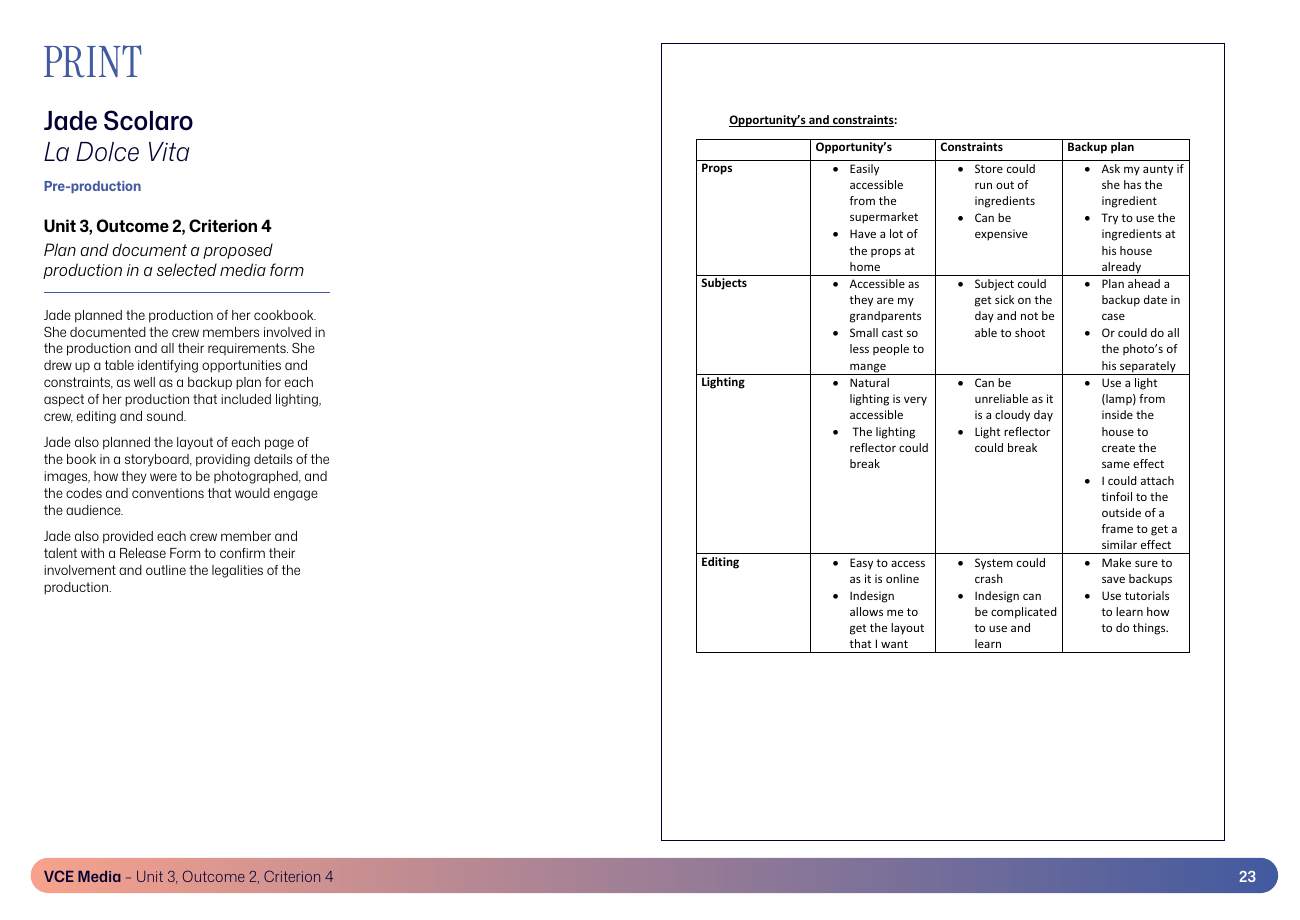 PRINT
Jade Scolaro
La Dolce Vita
Pre-production
Unit 3, Outcome 2, Criterion 4
Plan and document a proposed
production in a selected media form
Jade planned the production of her cookbook.
She documented the crew members involved in
the production and all their requirements. She
drew up a table identifying opportunities and
constraints, as well as a backup plan for each
aspect of her production that included lighting,
crew, editing and sound.
Jade also planned the layout of each page of
the book in a storyboard, providing details of the
images, how they were to be photographed, and
the codes and conventions that would engage
the audience.
Jade also provided each crew member and
talent with a Release Form to confirm their
involvement and outline the legalities of the
production.
Opportunity's and constraints:
Opportunity's
Constraints
Backup plan
Props
• Easily
accessible
from the
supermarket
• Have a lot of
the props at
home
• Store could
run out of
ingredients
• Can be
expensive
• Ask my aunty if
she has the
ingredient
• Try to use the
ingredients at
his house
already
Subjects
• Accessible as
they are my
grandparents
• Small cast so
less people to
mange
• Subject could
get sick on the
day and not be
able to shoot
• Plan ahead a
backup date in
case
• Or could do all
the photo's of
his separately
Lighting
• Natural
lighting is very
accessible
• The lighting
reflector could
break
• Can be
unreliable as it
is a cloudy day
• Light reflector
could break
• Use a light
(lamp) from
inside the
house to
create the
same effect
• I could attach
tinfoil to the
outside of a
frame to get a
similar effect
Editing
• Easy to access
as it is online
• Indesign
allows me to
get the layout
that I want
• System could
crash
• Indesign can
be complicated
to use and
learn
• Make sure to
save backups
• Use tutorials
to learn how
to do things.
VCE Media – Unit 3, Outcome 2, Criterion 4
23